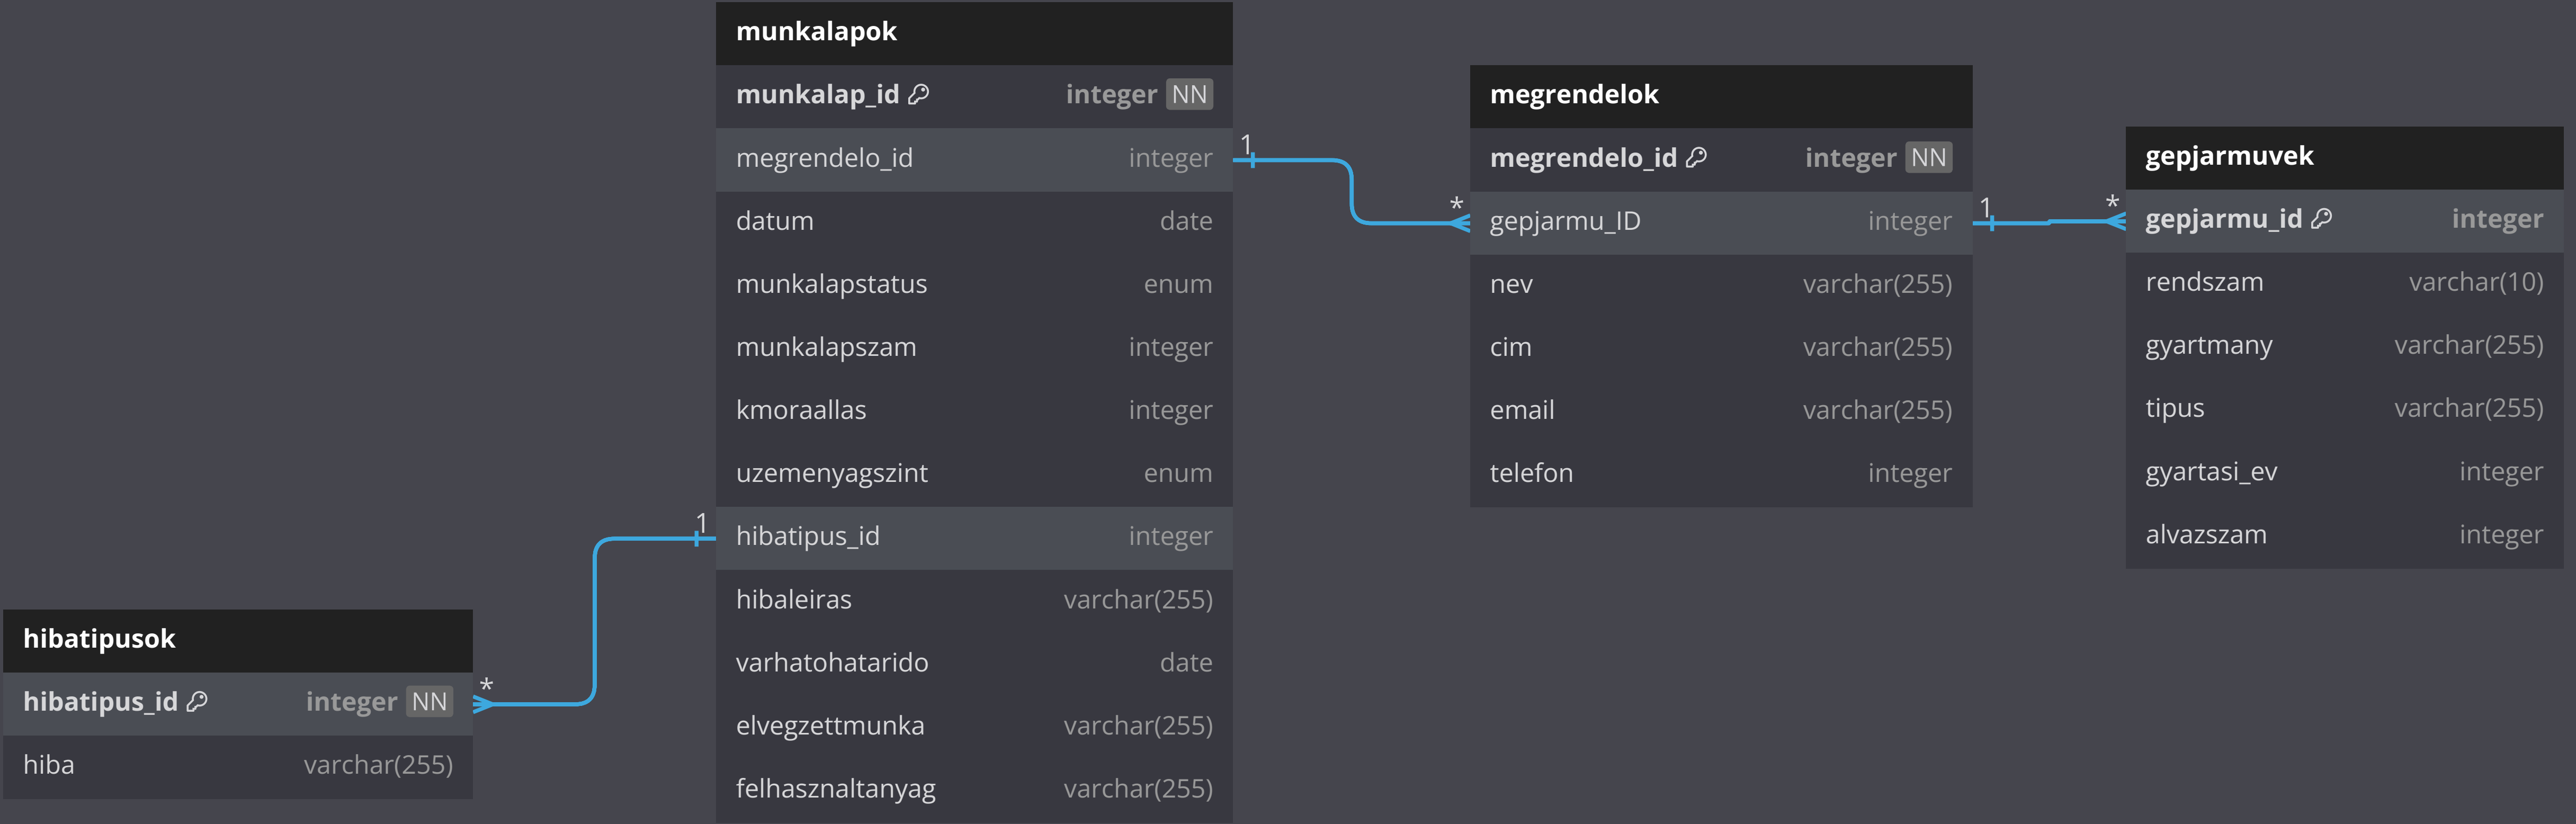 munkalapok
munkalap_id integer NN
megrendelo_id integer
datum date
munkalapstatus enum
munkalapszam integer
kmoraallas integer
uzemenyagszint enum
hibatipus_id integer
hibaleiras varchar(255)
varhatohatarido date
elvegzettmunka varchar(255)
felhasznaltanyag varchar(255)
1
1
*
megrendelok
megrendelo_id integer NN
gepjarmu_ID integer
nev varchar(255)
cim varchar(255)
email varchar(255)
telefon integer
1
*
gepjarmuvek
gepjarmu_id integer
rendszam varchar(10)
gyartmany varchar(255)
tipus varchar(255)
gyartasi_ev integer
alvazszam integer
hibatipusok
hibatipus_id integer NN
hiba varchar(255)
*